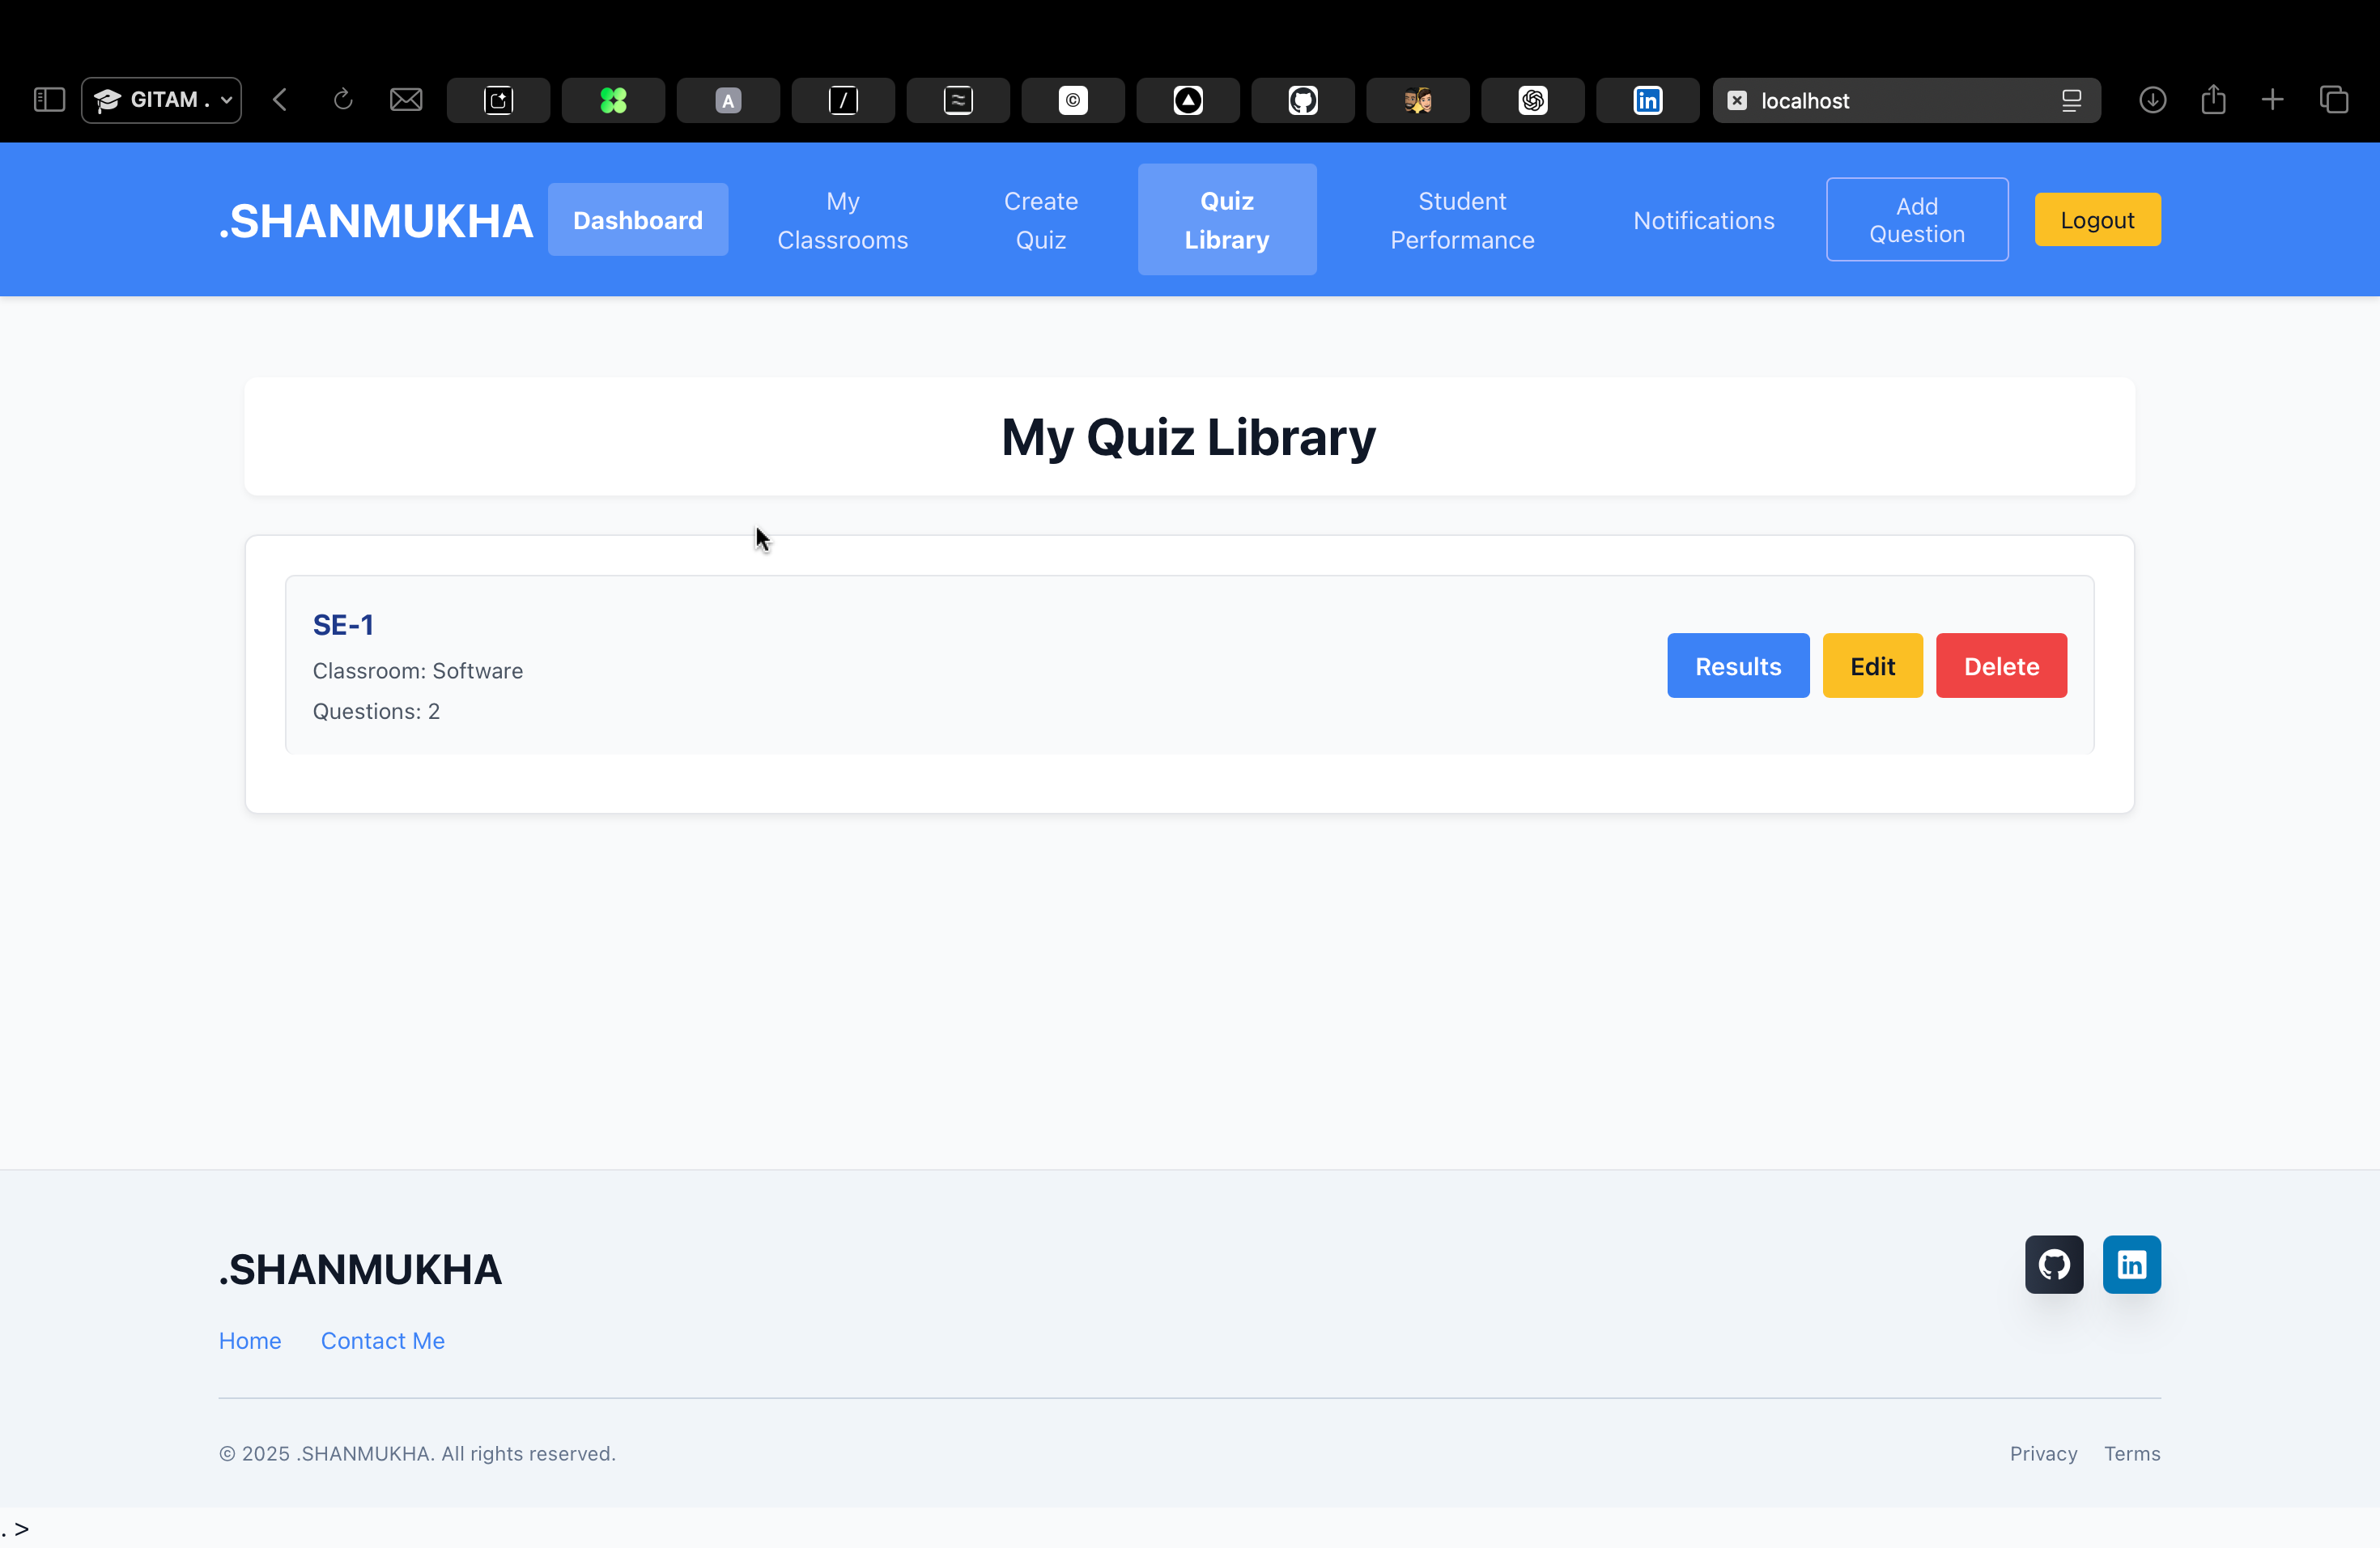 GITAM .
A
/
≈
©
in
localhost
.SHANMUKHA
Dashboard
My
Classrooms
Create
Quiz
Quiz
Library
Student
Performance
Notifications
Add
Question
Logout
My Quiz Library
SE-1
Classroom: Software
Questions: 2
Results
Edit
Delete
.SHANMUKHA
in
Home
Contact Me
© 2025 .SHANMUKHA. All rights reserved.
Privacy
Terms
. >